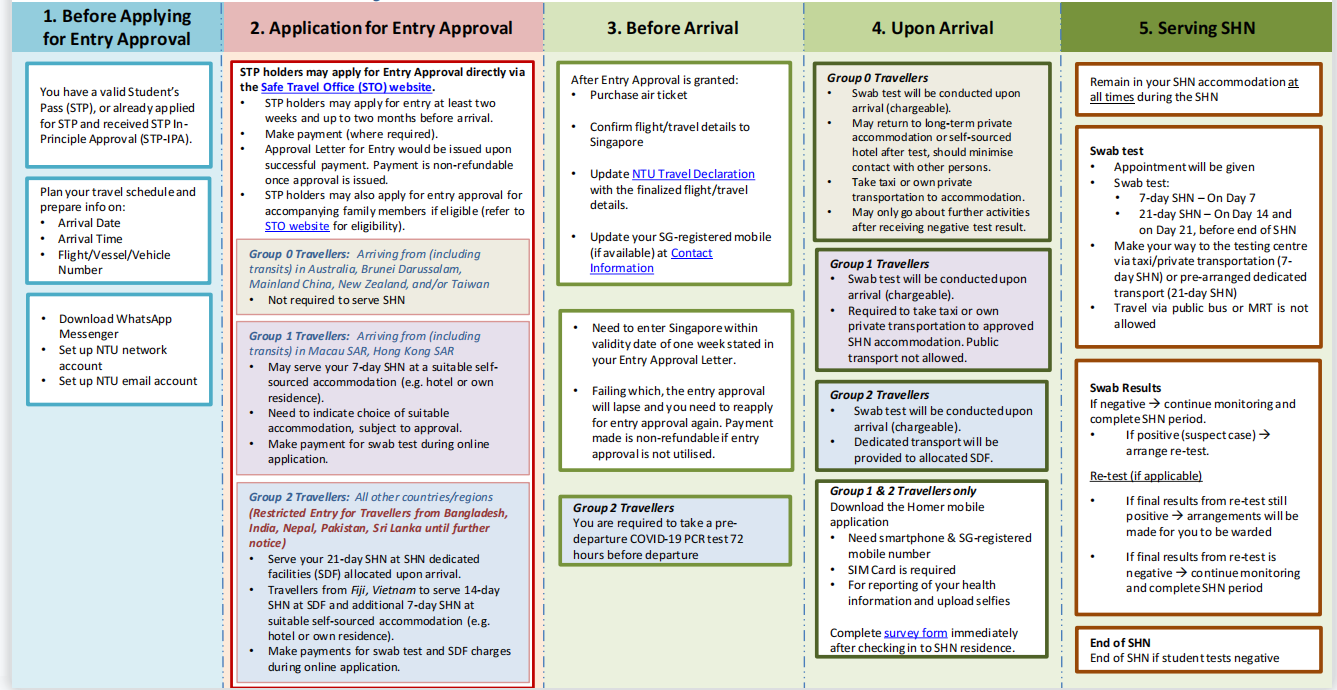 1. Before Applying
for Entry Approval
You have a valid Student's
Pass (STP), or already applied
for STP and received STP In-
Principle Approval (STP-IPA).
Plan your travel schedule and
prepare info on:
• Arrival Date
• Arrival Time
• Flight/Vessel/Vehicle
Number
• Download WhatsApp
Messenger
• Set up NTU network
account
• Set up NTU email account
2. Application for Entry Approval
STP holders may apply for Entry Approval directly via
the Safe Travel Office (STO) website.
• STP holders may apply for entry at least two
weeks and up to two months before arrival.
• Make payment (where required).
• Approval Letter for Entry would be issued upon
successful payment. Payment is non-refundable
once approval is issued.
• STP holders may also apply for entry approval for
accompanying family members if eligible (refer to
STO website for eligibility).
Group 0 Travellers: Arriving from (including
transits) in Australia, Brunei Darussalam,
Mainland China, New Zealand, and/or Taiwan
• Not required to serve SHN
Group 1 Travellers: Arriving from (including
transits) in Macau SAR, Hong Kong SAR
• May serve your 7-day SHN at a suitable self-
sourced accommodation (e.g. hotel or own
residence).
• Need to indicate choice of suitable
accommodation, subject to approval.
• Make payment for swab test during online
application.
Group 2 Travellers: All other countries/regions
(Restricted Entry for Travellers from Bangladesh,
India, Nepal, Pakistan, Sri Lanka until further
notice)
• Serve your 21-day SHN at SHN dedicated
facilities (SDF) allocated upon arrival.
• Travellers from Fiji, Vietnam to serve 14-day
SHN at SDF and additional 7-day SHN at
suitable self-sourced accommodation (e.g.
hotel or own residence).
• Make payments for swab test and SDF charges
during online application.
3. Before Arrival
After Entry Approval is granted:
• Purchase air ticket
• Confirm flight/travel details to
Singapore
• Update NTU Travel Declaration
with the finalized flight/travel
details.
• Update your SG-registered mobile
(if available) at Contact
Information
• Need to enter Singapore within
validity date of one week stated in
your Entry Approval Letter.
• Failing which, the entry approval
will lapse and you need to reapply
for entry approval again. Payment
made is non-refundable if entry
approval is not utilised.
Group 2 Travellers
You are required to take a pre-
departure COVID-19 PCR test 72
hours before departure
4. Upon Arrival
Group 0 Travellers
• Swab test will be conducted upon
arrival (chargeable).
• May return to long-term private
accommodation or self-sourced
hotel after test, should minimise
contact with other persons.
• Take taxi or own private
transportation to accommodation.
• May only go about further activities
after receiving negative test result.
Group 1 Travellers
• Swab test will be conducted upon
arrival (chargeable).
• Required to take taxi or own
private transportation to approved
SHN accommodation. Public
transport not allowed.
Group 2 Travellers
• Swab test will be conducted upon
arrival (chargeable).
• Dedicated transport will be
provided to allocated SDF.
Group 1 & 2 Travellers only
Download the Homer mobile
application
• Need smartphone & SG-registered
mobile number
• SIM Card is required
• For reporting of your health
information and upload selfies
Complete survey form immediately
after checking in to SHN residence.
5. Serving SHN
Remain in your SHN accommodation at
all times during the SHN
Swab test
• Appointment will be given
• Swab test:
• 7-day SHN – On Day 7
• 21-day SHN – On Day 14 and
on Day 21, before end of SHN
• Make your way to the testing centre
via taxi/private transportation (7-
day SHN) or pre-arranged dedicated
transport (21-day SHN)
• Travel via public bus or MRT is not
allowed
Swab Results
If negative → continue monitoring and
complete SHN period.
• If positive (suspect case) →
arrange re-test.
Re-test (if applicable)
• If final results from re-test still
positive → arrangements will be
made for you to be warded
• If final results from re-test is
negative → continue monitoring
and complete SHN period
End of SHN
End of SHN if student tests negative